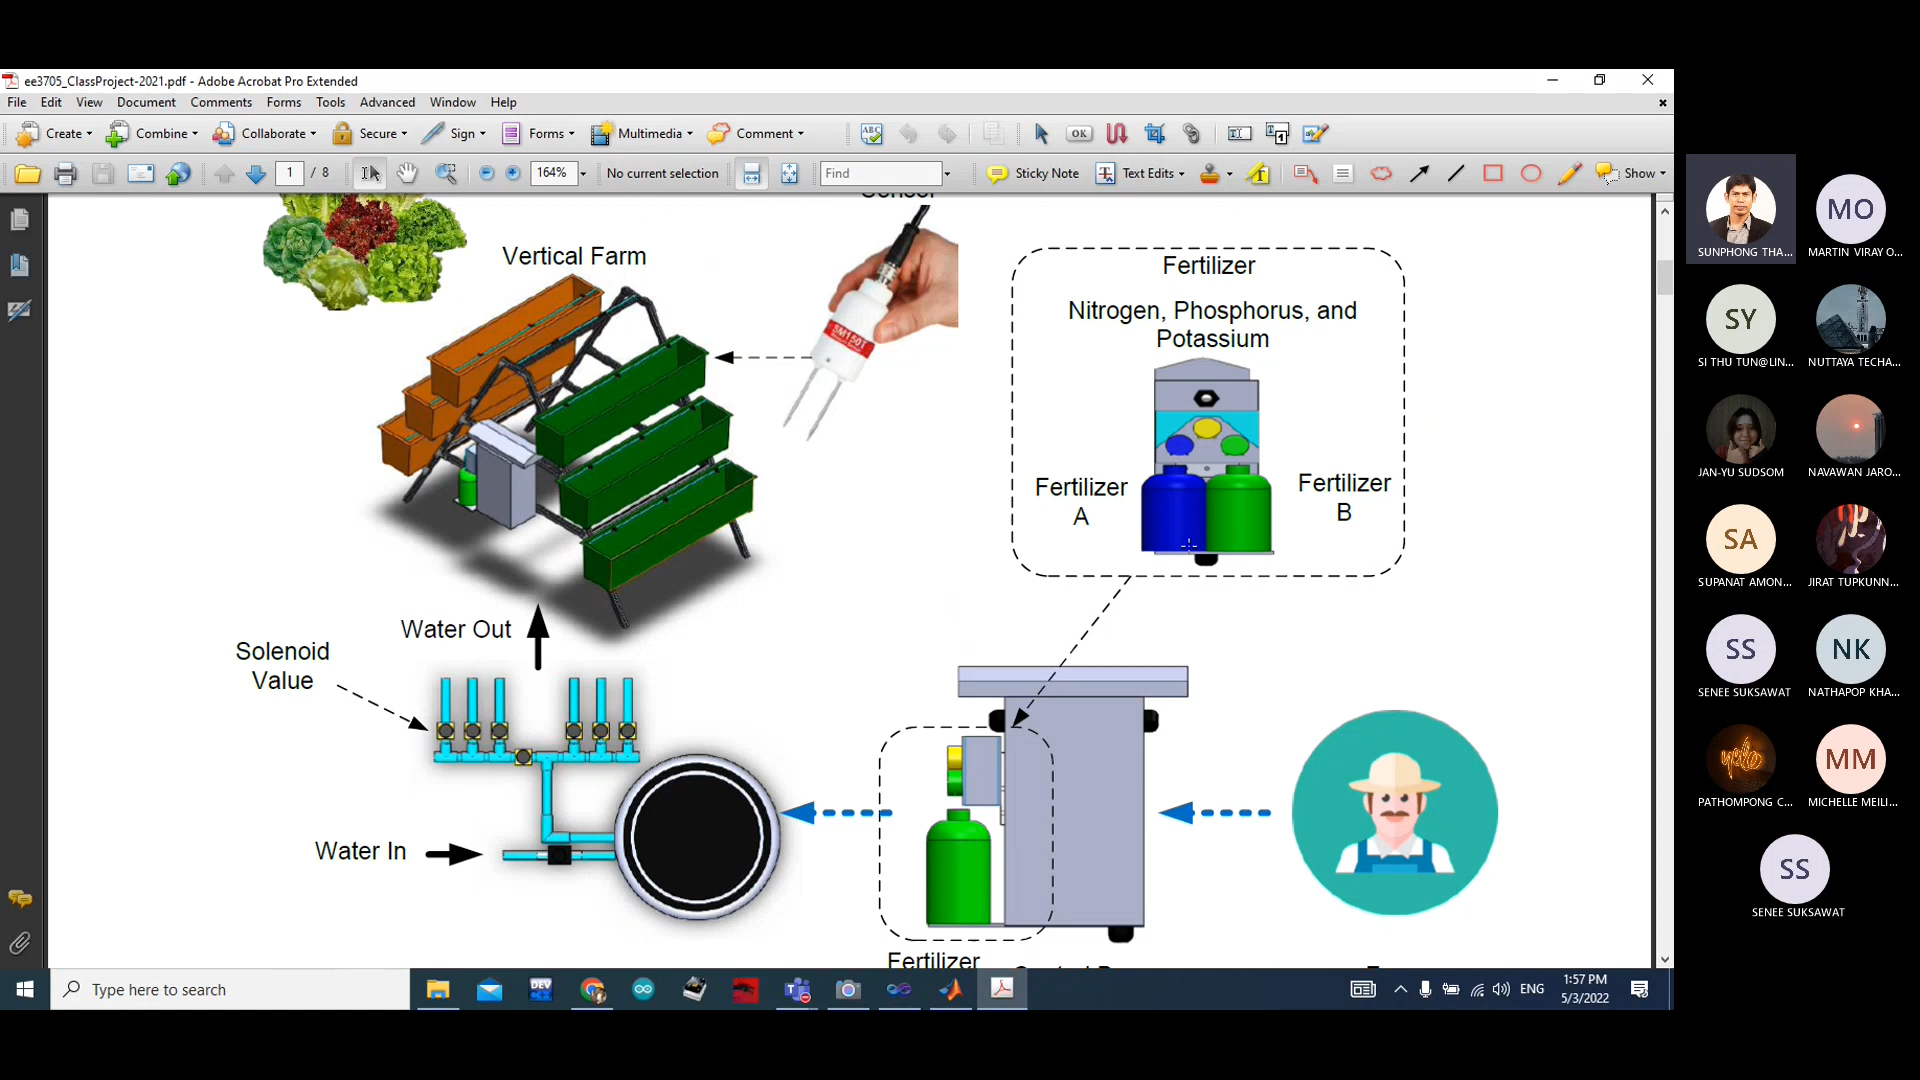 ee3705_ClassProject-2021.pdf - Adobe Acrobat Pro Extended
File Edit View Document Comments Forms Tools Advanced Window Help
Create Combine Collaborate Secure Sign Forms Multimedia Comment
1 / 8 164% No current selection Find Sticky Note Text Edits Show
Vertical Farm
SM150T
Fertilizer
Nitrogen, Phosphorus, and
Potassium
Fertilizer
A
Fertilizer
B
Water Out
Solenoid
Value
Water In
Fertilizer
Type here to search
DEV
ENG
1:57 PM
5/3/2022
SUNPHONG THA...
MO
MARTIN VIRAY O...
SY
SI THU TUN@LIN...
NUTTAYA TECHA...
JAN-YU SUDSOM
NAVAWAN JARO...
SA
SUPANAT AMON...
JIRAT TUPKUNN...
SS
SENEE SUKSAWAT
NK
NATHAPOP KHA...
PATHOMPONG C...
MM
MICHELLE MEILI...
SS
SENEE SUKSAWAT